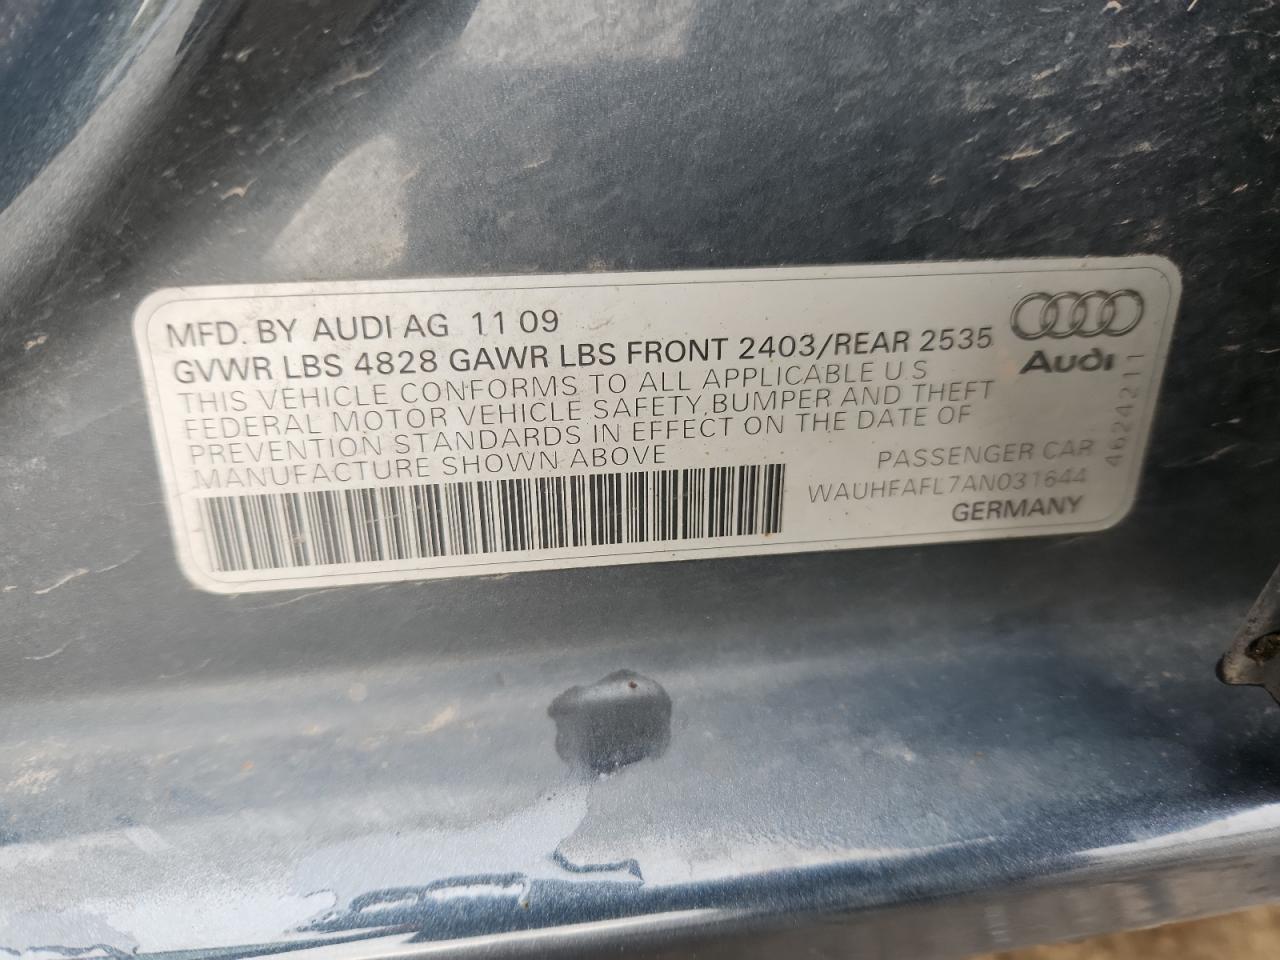 MFD. BY AUDI AG 11 09
GVWR LBS 4828 GAWR LBS FRONT 2403/REAR 2535
THIS VEHICLE CONFORMS TO ALL APPLICABLE U S
FEDERAL MOTOR VEHICLE SAFETY, BUMPER AND THEFT
PREVENTION STANDARDS IN EFFECT ON THE DATE OF
MANUFACTURE SHOWN ABOVE
Audi
PASSENGER CAR
WAUHFAFL7AN031644
GERMANY
4624211